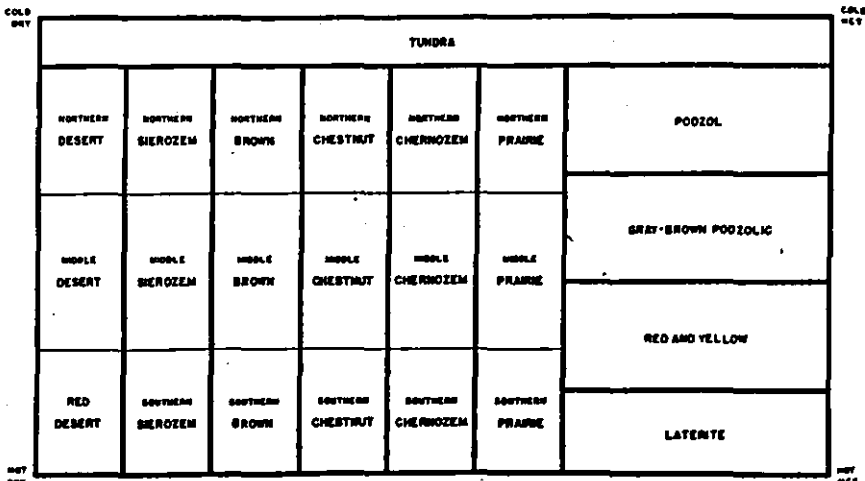 COLD
DRY
COLD
WET
TUNDRA
NORTHERN
DESERT
NORTHERN
SIEROZEM
NORTHERN
BROWN
NORTHERN
CHESTNUT
NORTHERN
CHERNOZEM
NORTHERN
PRAIRIE
PODZOL
GRAY-BROWN PODZOLIC
MIDDLE
DESERT
MIDDLE
SIEROZEM
MIDDLE
BROWN
MIDDLE
CHESTNUT
MIDDLE
CHERNOZEM
MIDDLE
PRAIRIE
RED AND YELLOW
RED
DESERT
SOUTHERN
SIEROZEM
SOUTHERN
BROWN
SOUTHERN
CHESTNUT
SOUTHERN
CHERNOZEM
SOUTHERN
PRAIRIE
LATERITE
HOT
HOT